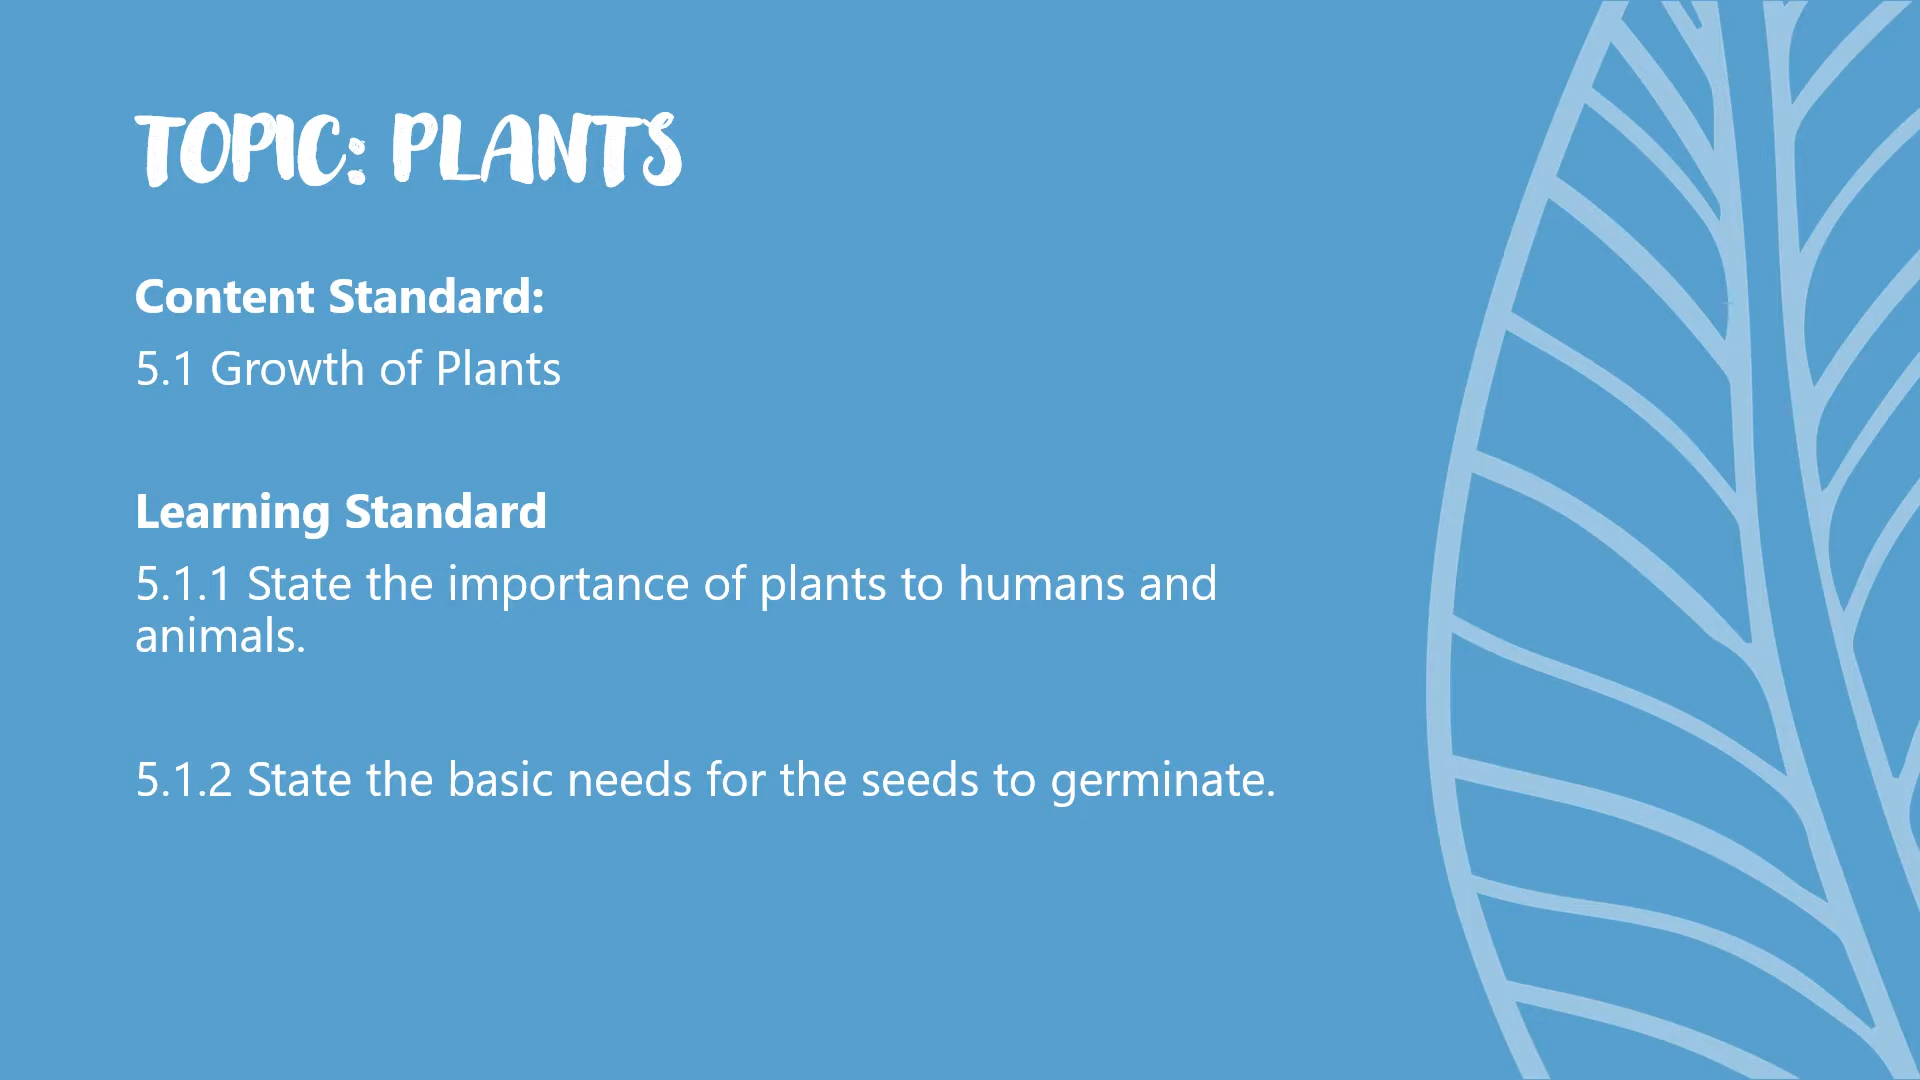 TOPIC: PLANTS
Content Standard:
5.1 Growth of Plants
Learning Standard
5.1.1 State the importance of plants to humans and
animals.
5.1.2 State the basic needs for the seeds to germinate.